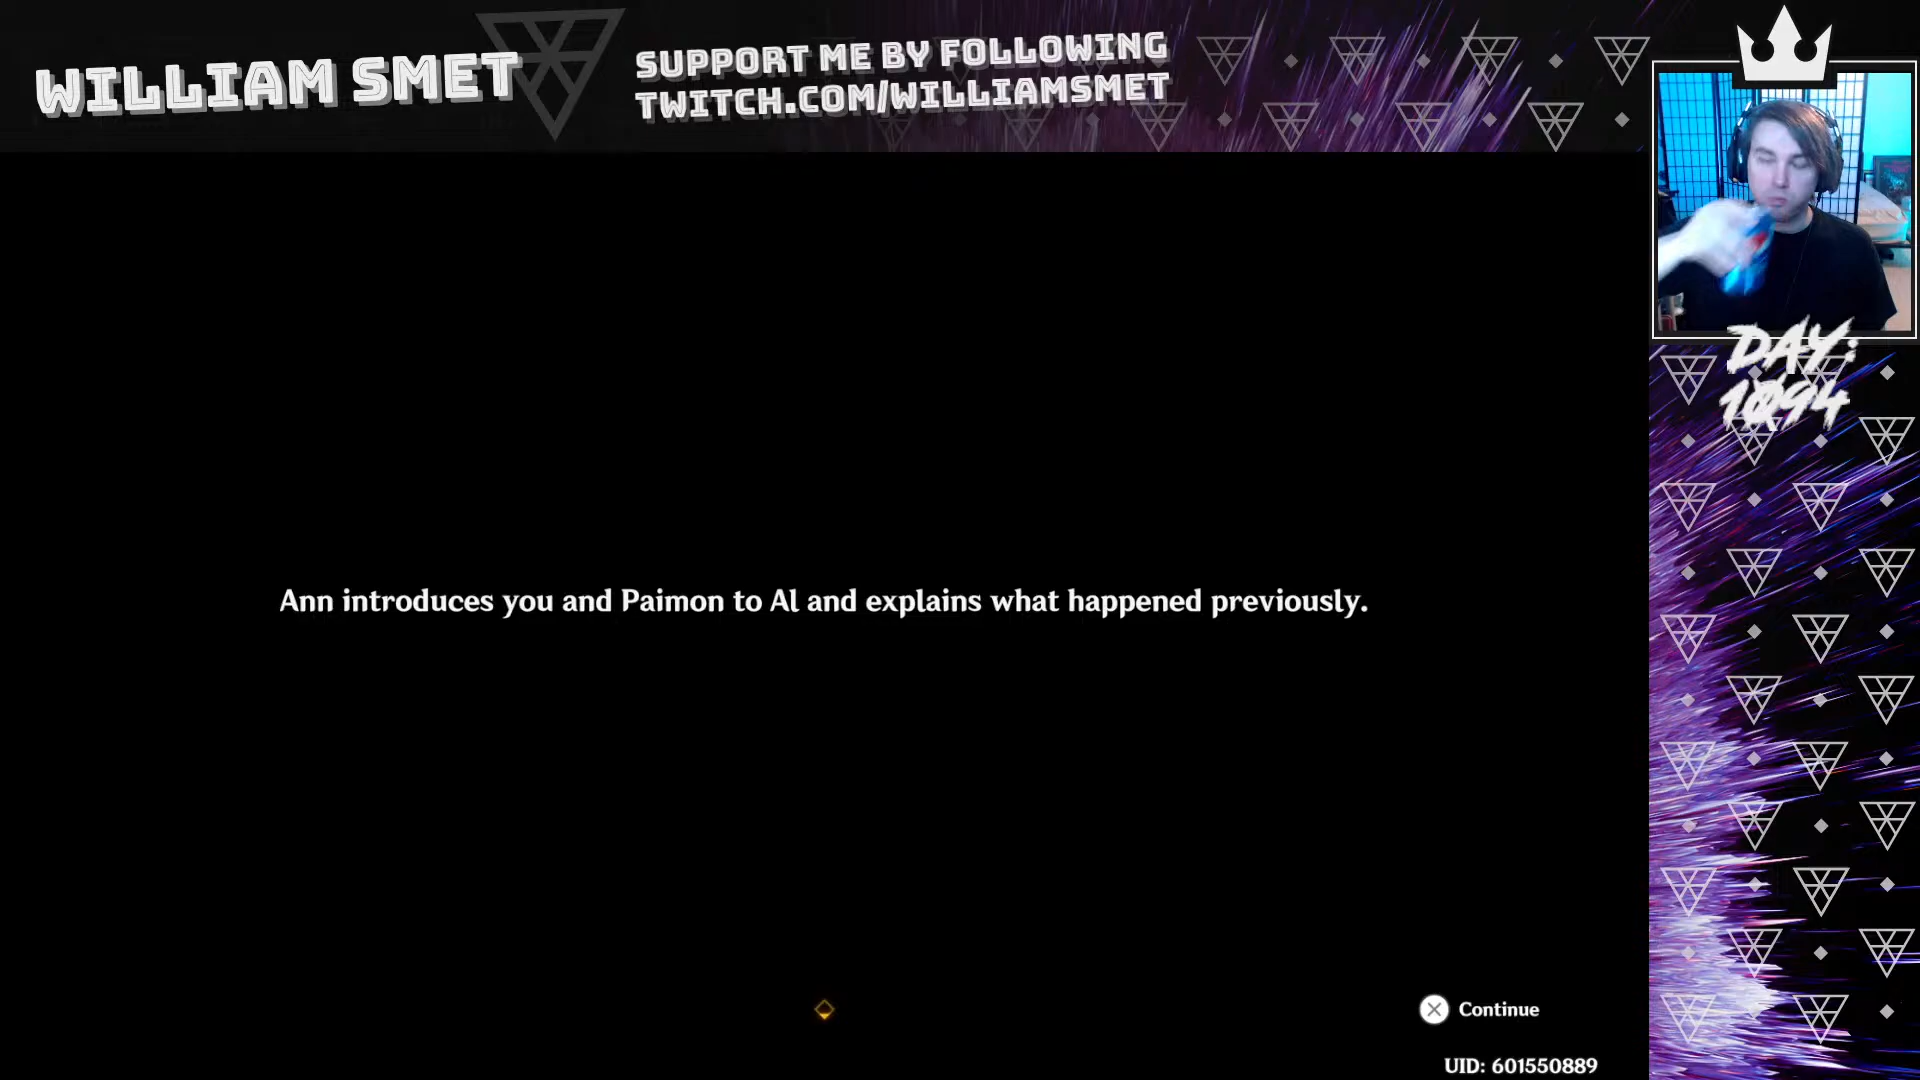 WILLIAM SMET
SUPPORT ME BY FOLLOWING
TWITCH.COM/WILLIAMSMET
DAY:
1094
Ann introduces you and Paimon to Al and explains what happened previously.
Continue
UID: 601550889